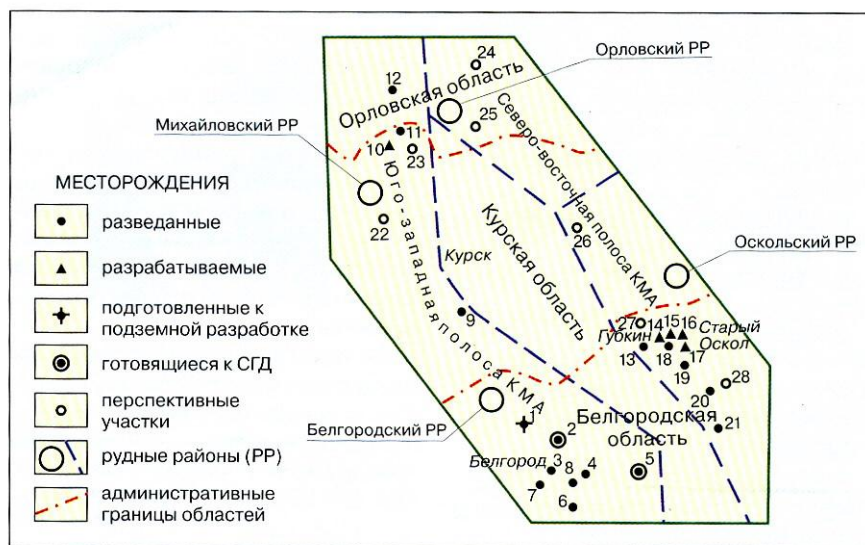 МЕСТОРОЖДЕНИЯ
разведанные
разрабатываемые
подготовленные к
подземной разработке
готовящиеся к СГД
перспективные
участки
рудные районы (РР)
административные
границы областей
24
Орловский РР
12
Орловская область
25
Михайловский РР
11
10
23
Северо-восточная полоса КМА
22
Юго-западная полоса КМА
Курск
Курская область
26
Оскольский РР
9
27
14
15
16
Губкин
Старый
Оскол
13
18
17
19
28
20
21
Белгородский РР
1
2
Белгородская
область
Белгород
3
8
4
5
7
6